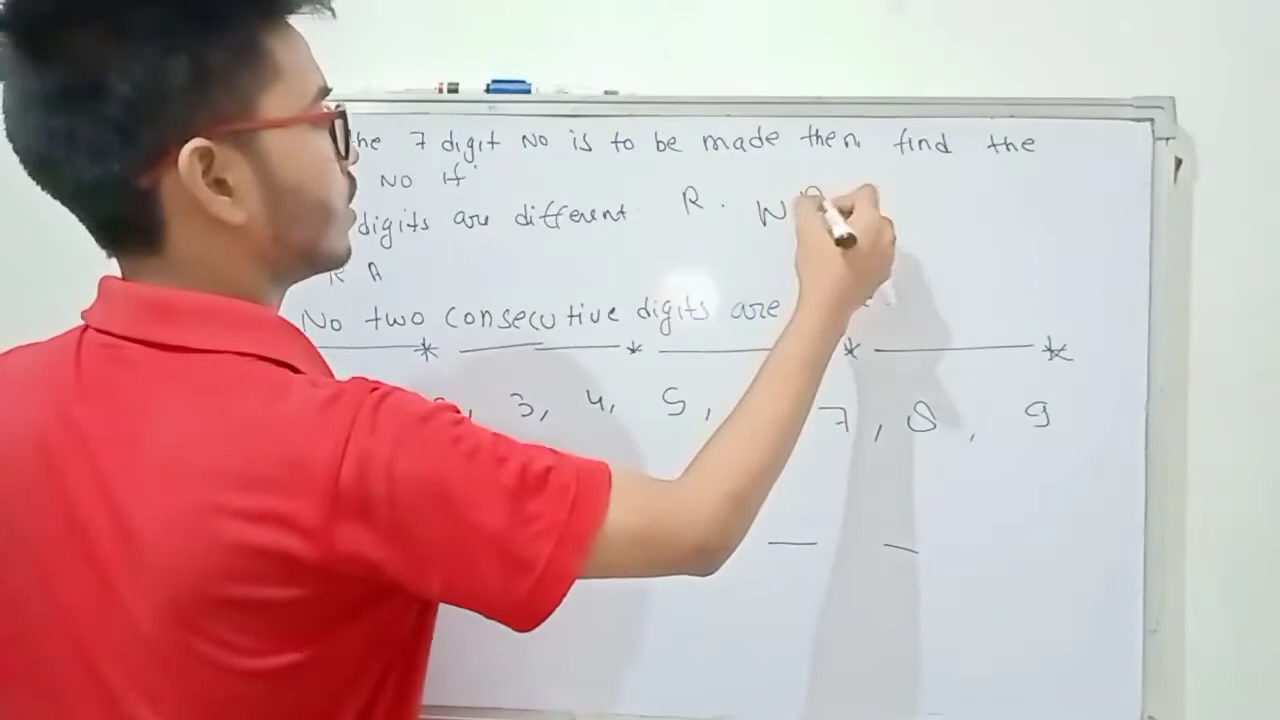 he 7 digit No is to be made then find the
No if
digits are different. R.
R A
No two consecutive digits are
3, 4, 5, 7, 8, 9